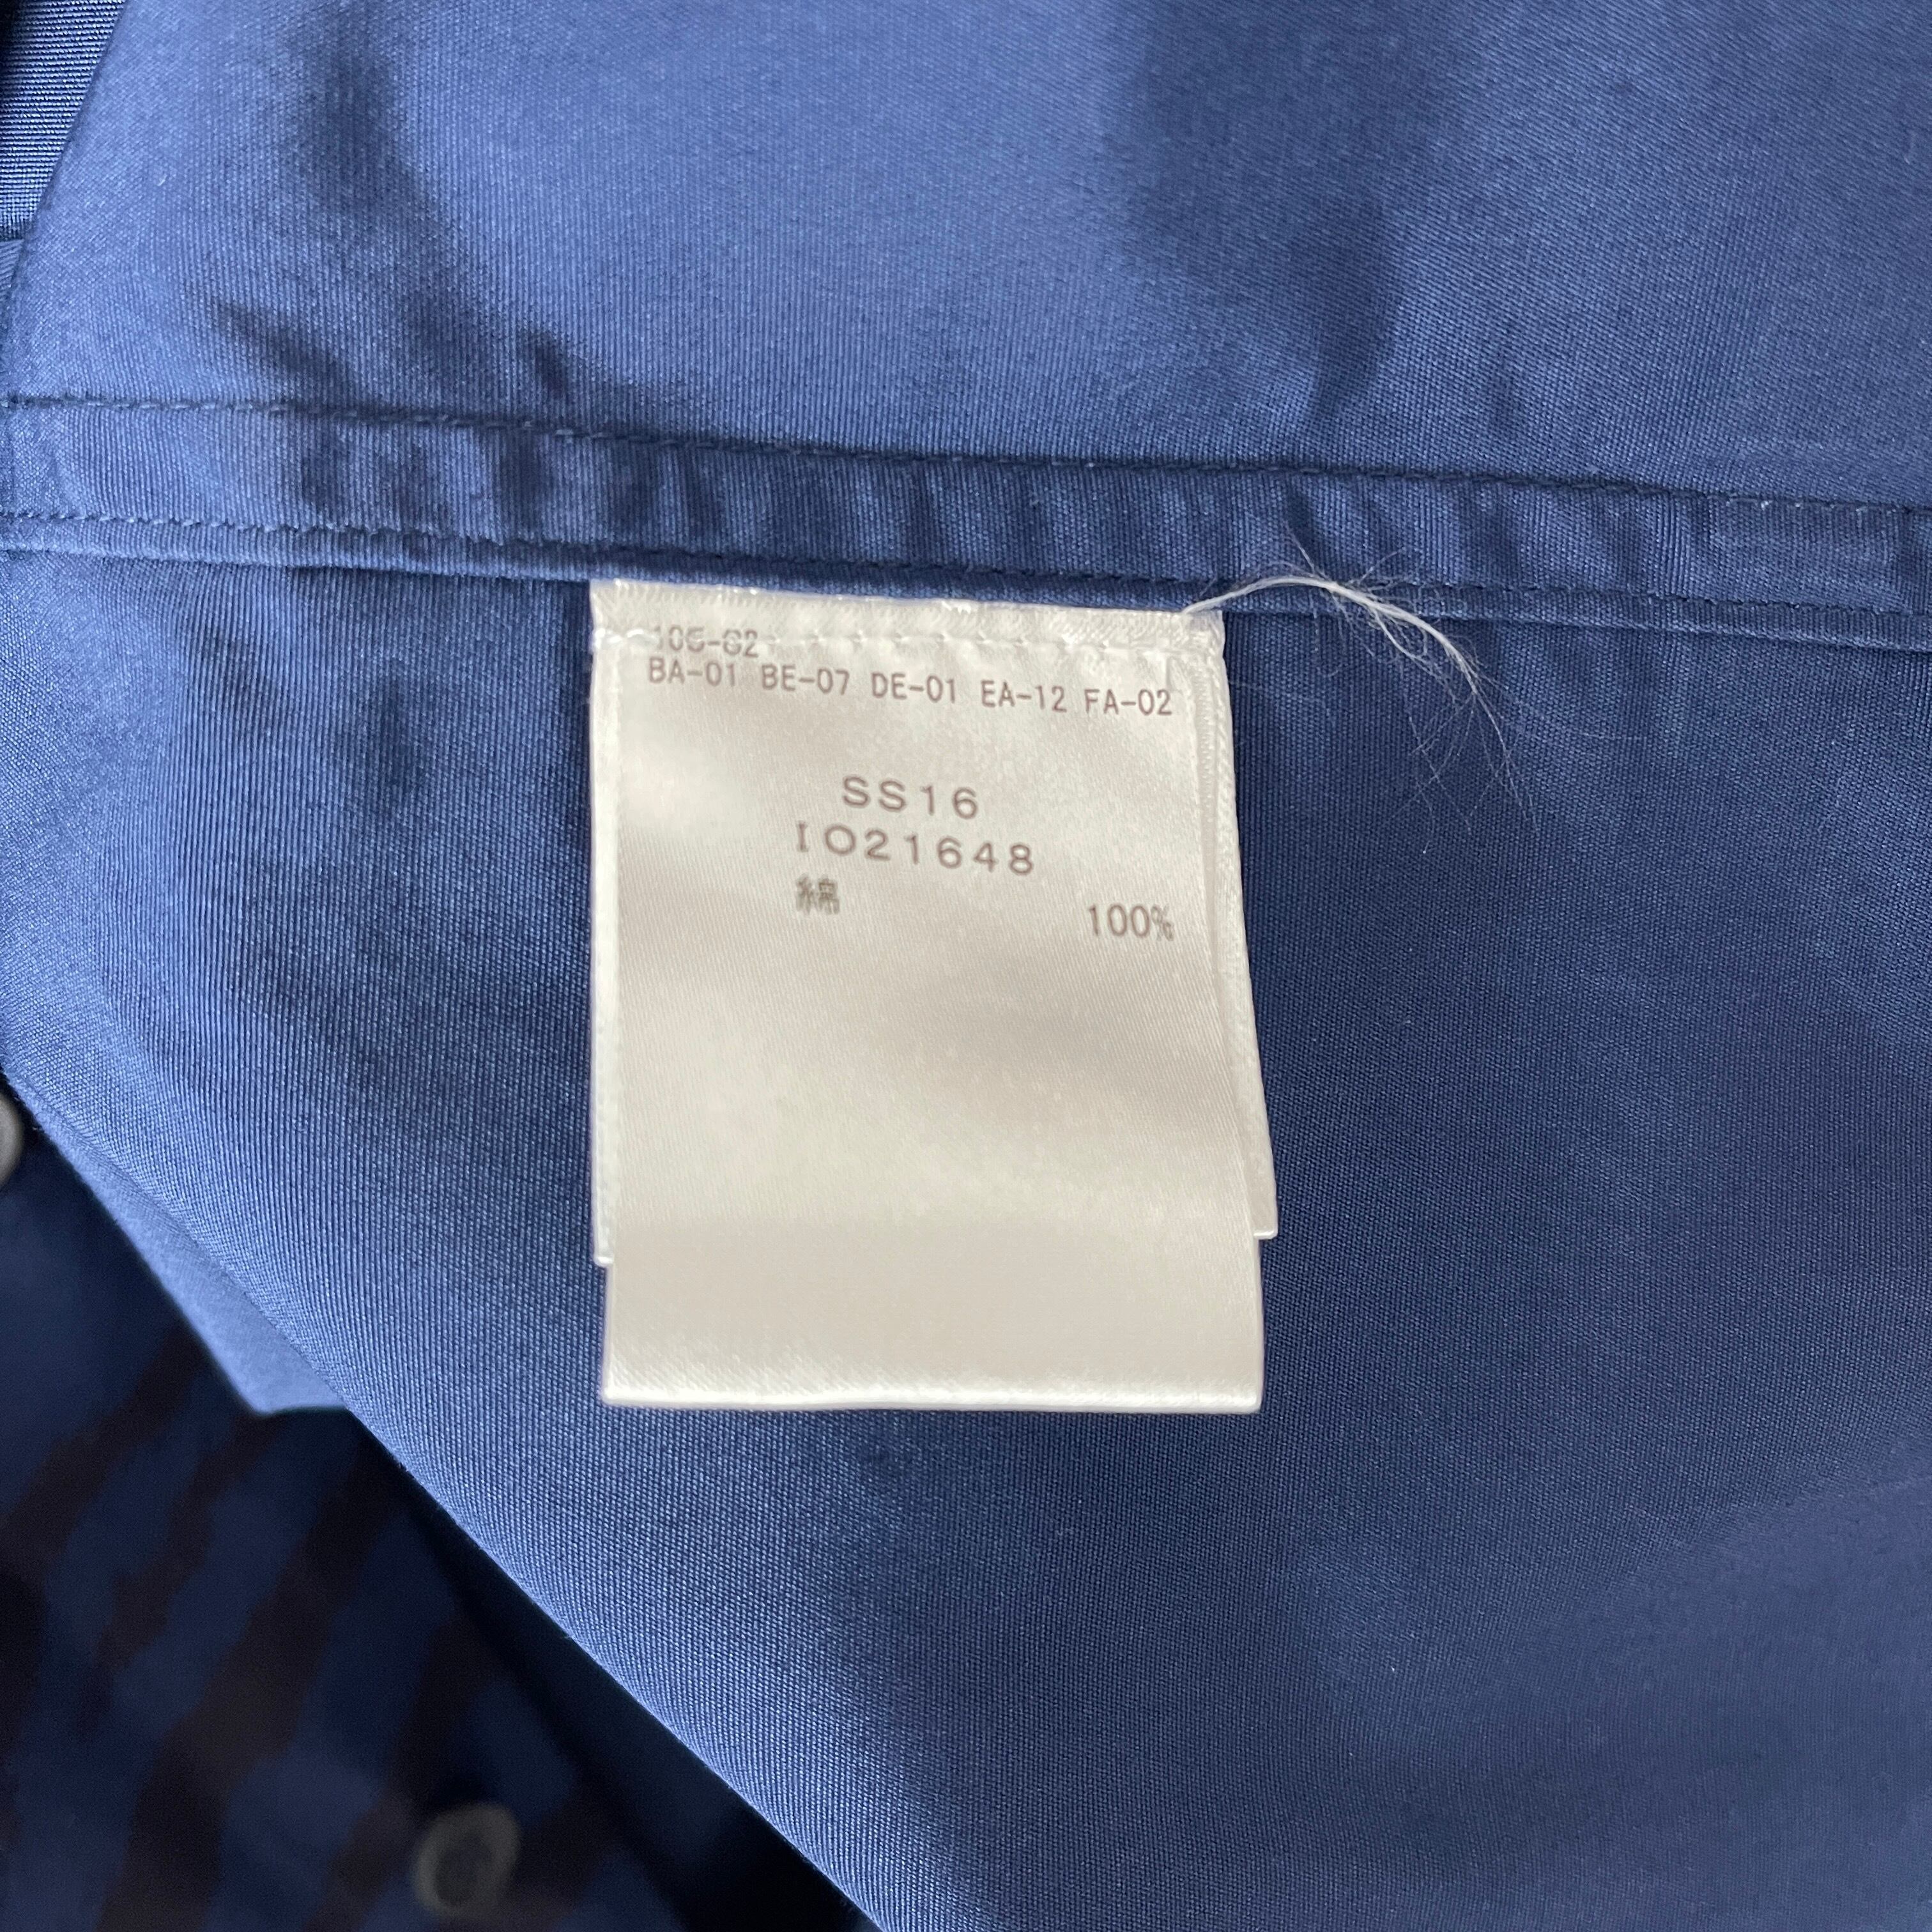 BA-01 BE-07 DE-01 EA-12 FA-02
SS16
IO21648
綿 100%